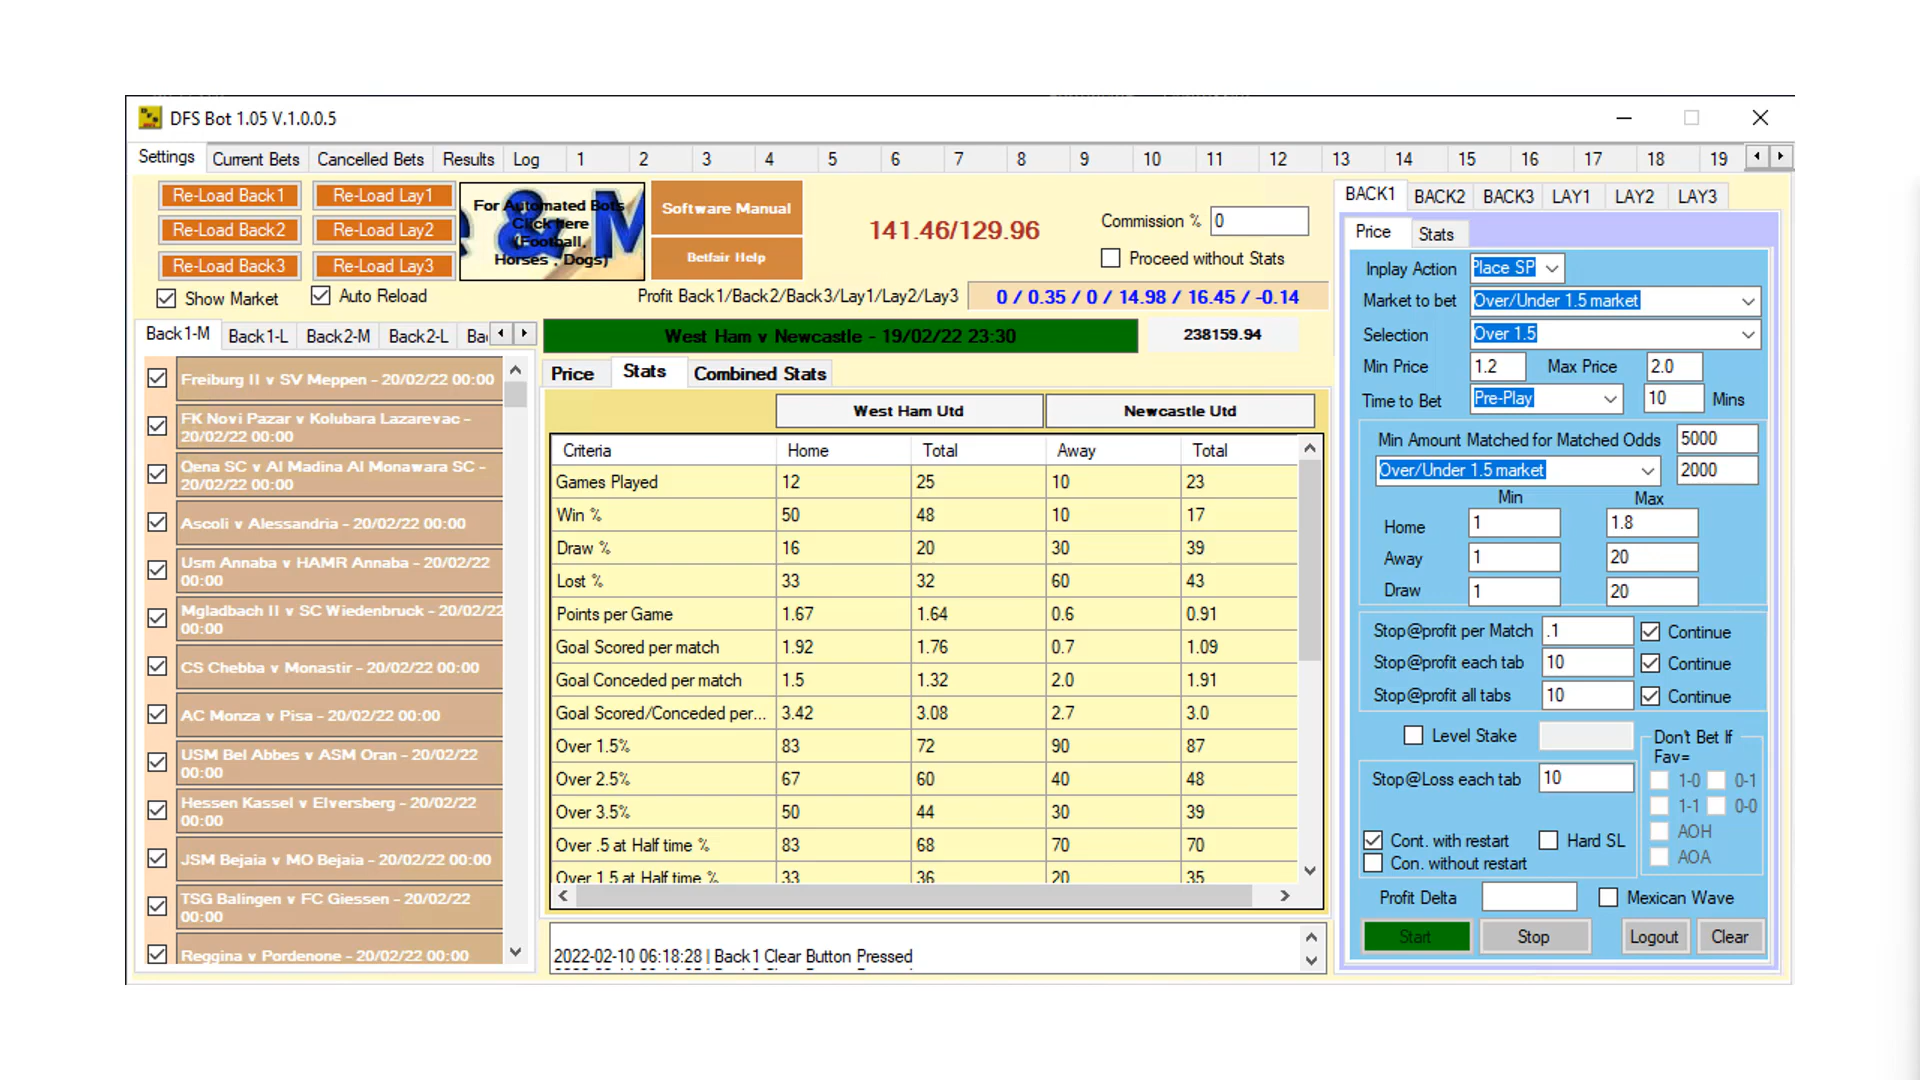 DFS Bot 1.05 V.1.0.0.5
Settings Current Bets Cancelled Bets Results Log 1 2 3 4 5 6 7 8 9 10 11 12 13 14 15 16 17 18 19
Re-Load Back1 Re-Load Lay1
Re-Load Back2 Re-Load Lay2
Re-Load Back3 Re-Load Lay3
Show Market Auto Reload
For Automated Bots
Click here
(Football,
Horses , Dogs)
& M
Software Manual
Betfair Help
141.46/129.96
Commission % 0
Proceed without Stats
Profit Back1/Back2/Back3/Lay1/Lay2/Lay3 0 / 0.35 / 0 / 14.98 / 16.45 / -0.14
Back1-M Back1-L Back2-M Back2-L
Freiburg II v SV Meppen - 20/02/22 00:00
FK Novi Pazar v Kolubara Lazarevac -
20/02/22 00:00
Qena SC v Al Madina Al Monawara SC -
20/02/22 00:00
Ascoli v Alessandria - 20/02/22 00:00
Usm Annaba v HAMR Annaba - 20/02/22
00:00
Mgladbach II v SC Wiedenbruck - 20/02/22
00:00
CS Chebba v Monastir - 20/02/22 00:00
AC Monza v Pisa - 20/02/22 00:00
USM Bel Abbes v ASM Oran - 20/02/22
00:00
Hessen Kassel v Elversberg - 20/02/22
00:00
JSM Bejaia v MO Bejaia - 20/02/22 00:00
TSG Balingen v FC Giessen - 20/02/22
00:00
Reggina v Pordenone - 20/02/22 00:00
West Ham v Newcastle - 19/02/22 23:30 238159.94
Price Stats Combined Stats
West Ham Utd Newcastle Utd
Criteria Home Total Away Total
Games Played 12 25 10 23
Win % 50 48 10 17
Draw % 16 20 30 39
Lost % 33 32 60 43
Points per Game 1.67 1.64 0.6 0.91
Goal Scored per match 1.92 1.76 0.7 1.09
Goal Conceded per match 1.5 1.32 2.0 1.91
Goal Scored/Conceded per... 3.42 3.08 2.7 3.0
Over 1.5% 83 72 90 87
Over 2.5% 67 60 40 48
Over 3.5% 50 44 30 39
Over .5 at Half time % 83 68 70 70
Over 1.5 at Half time % 33 36 20 35
2022-02-10 06:18:28 | Back1 Clear Button Pressed
BACK1 BACK2 BACK3 LAY1 LAY2 LAY3
Price Stats
Inplay Action Place SP
Market to bet Over/Under 1.5 market
Selection Over 1.5
Min Price 1.2 Max Price 2.0
Time to Bet Pre-Play 10 Mins
Min Amount Matched for Matched Odds 5000
Over/Under 1.5 market 2000
Min Max
Home 1 1.8
Away 1 20
Draw 1 20
Stop@profit per Match .1 Continue
Stop@profit each tab 10 Continue
Stop@profit all tabs 10 Continue
Level Stake
Don't Bet If
Fav=
1-0 0-1
1-1 0-0
AOH
AOA
Stop@Loss each tab 10
Cont. with restart Hard SL
Con. without restart
Profit Delta Mexican Wave
Start Stop Logout Clear